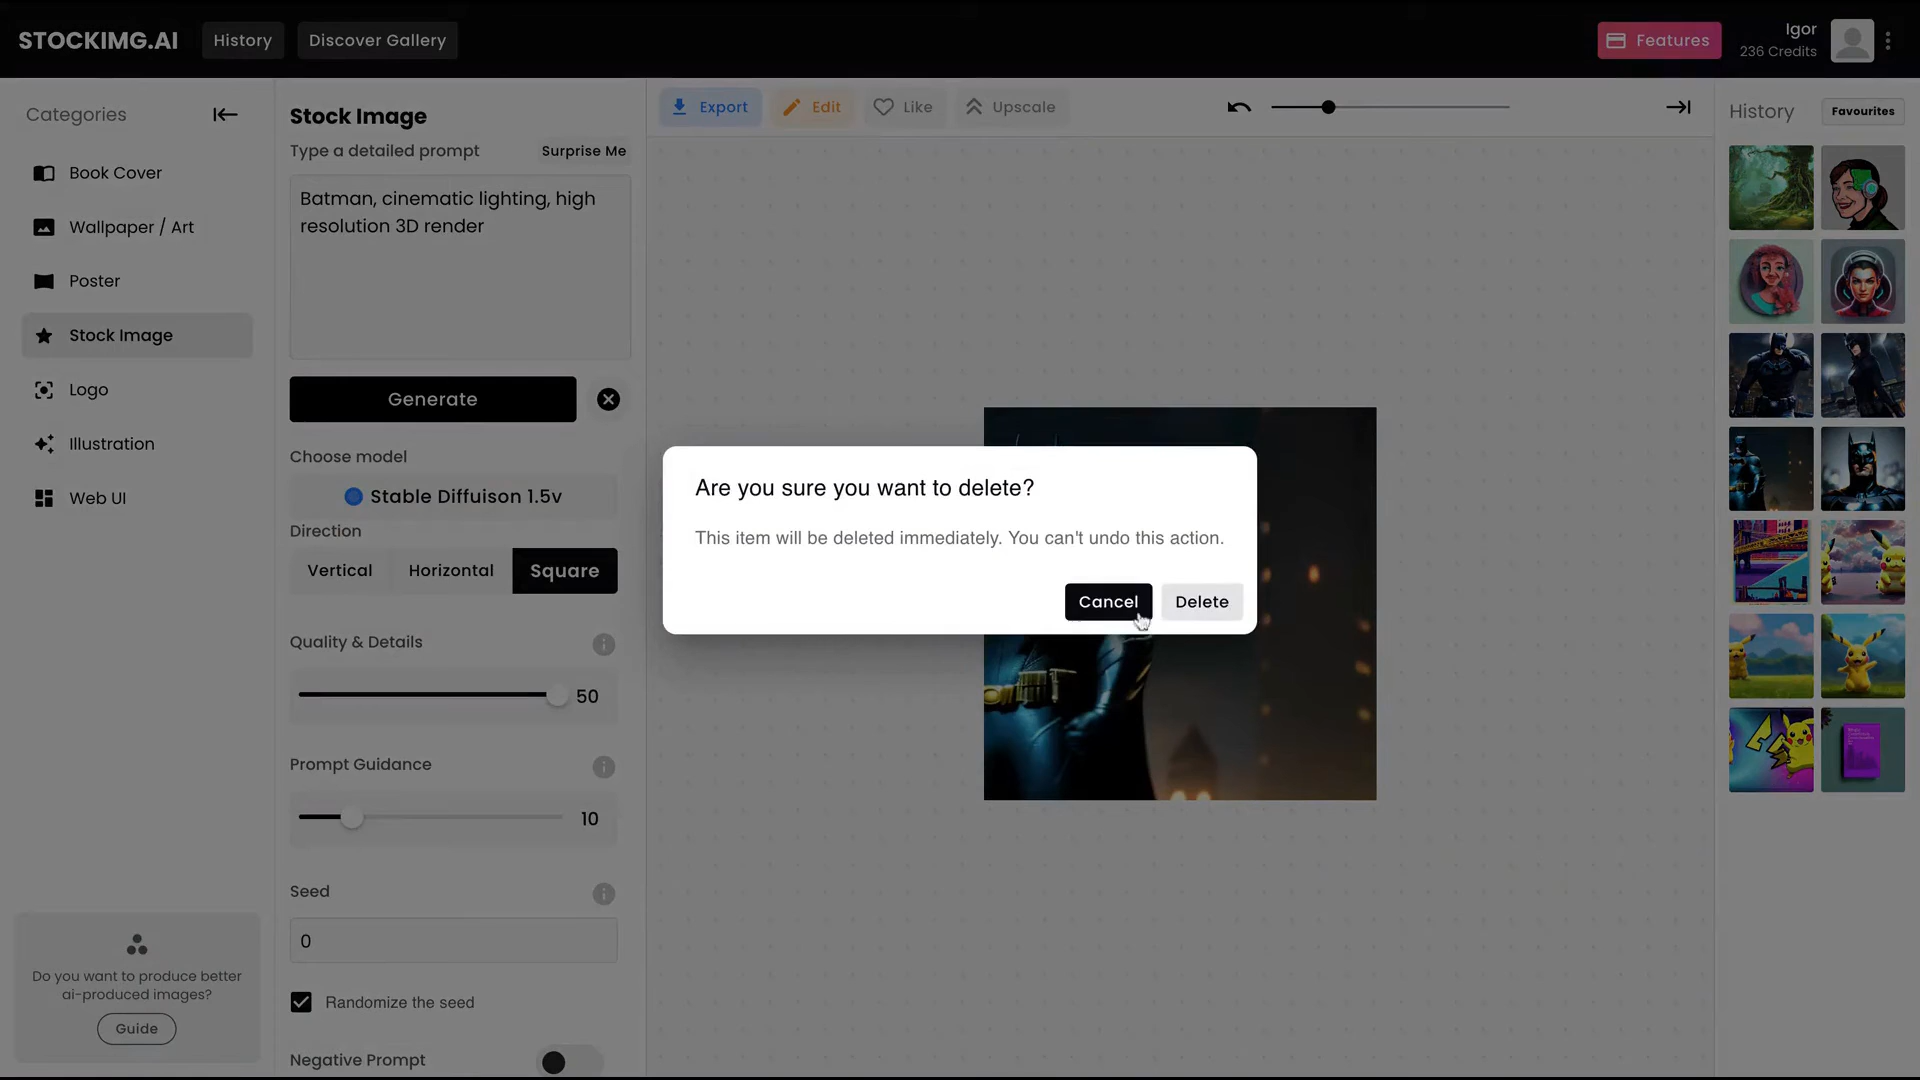 STOCKIMG.AI
History
Discover Gallery
Features
Igor
236 Credits
Categories
Book Cover
Wallpaper / Art
Poster
Stock Image
Logo
Illustration
Web UI
Do you want to produce better
ai-produced images?
Guide
Stock Image
Type a detailed prompt
Surprise Me
Batman, cinematic lighting, high
resolution 3D render
Generate
Choose model
Stable Diffuison 1.5v
Direction
Vertical
Horizontal
Square
Quality & Details
50
Prompt Guidance
10
Seed
0
Randomize the seed
Negative Prompt
Export
Edit
Like
Upscale
Are you sure you want to delete?
This item will be deleted immediately. You can't undo this action.
Cancel
Delete
History
Favourites